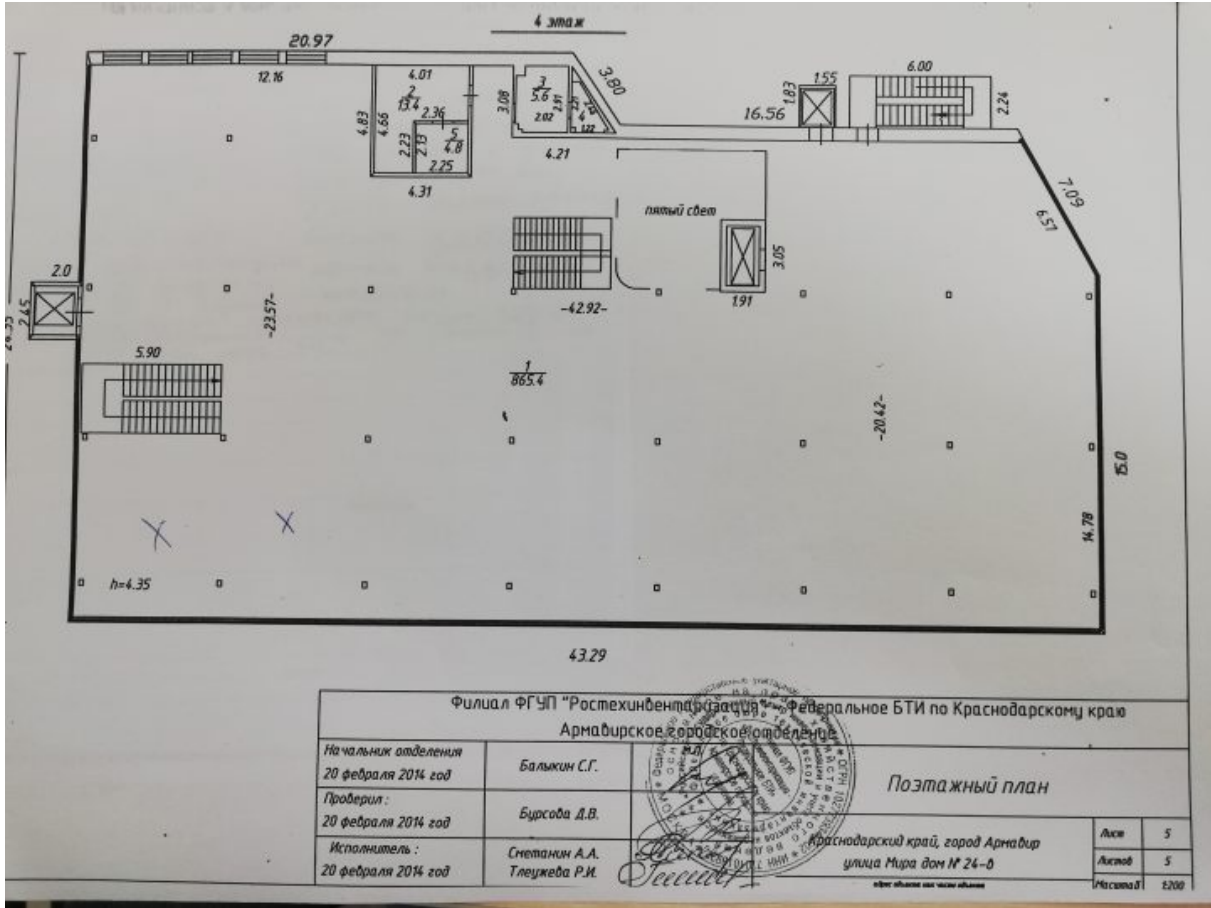 4 этаж
20.97
12.16
4.01
2
13.4
2.36
4.83
4.66
2.23
2.13
5
4.8
2.25
4.31
3.08
3
5.6
2.91
2.02
4
1.22
4.21
3.80
16.56
1.83
1.55
6.00
2.24
7.09
6.57
пятый свет
3.05
1.91
2.0
2.45
-23.57-
-42.92-
5.90
1
865.4
-20.42-
15.0
14.78
h=4.35
43.29
Филиал ФГУП "Ростехинвентаризация" - Федеральное БТИ по Краснодарскому краю
Армавирское городское отделение
Начальник отделения
20 февраля 2014 год
Балыкин С.Г.
М.П.
Поэтажный план
Проверил :
20 февраля 2014 год
Бурсова Д.В.
Исполнитель :
20 февраля 2014 год
Сметанин А.А.
Тлеужева Р.И.
Краснодарский край, город Армавир
улица Мира дом № 24-в
Лист 5
Листов 5
Масштаб 1:200